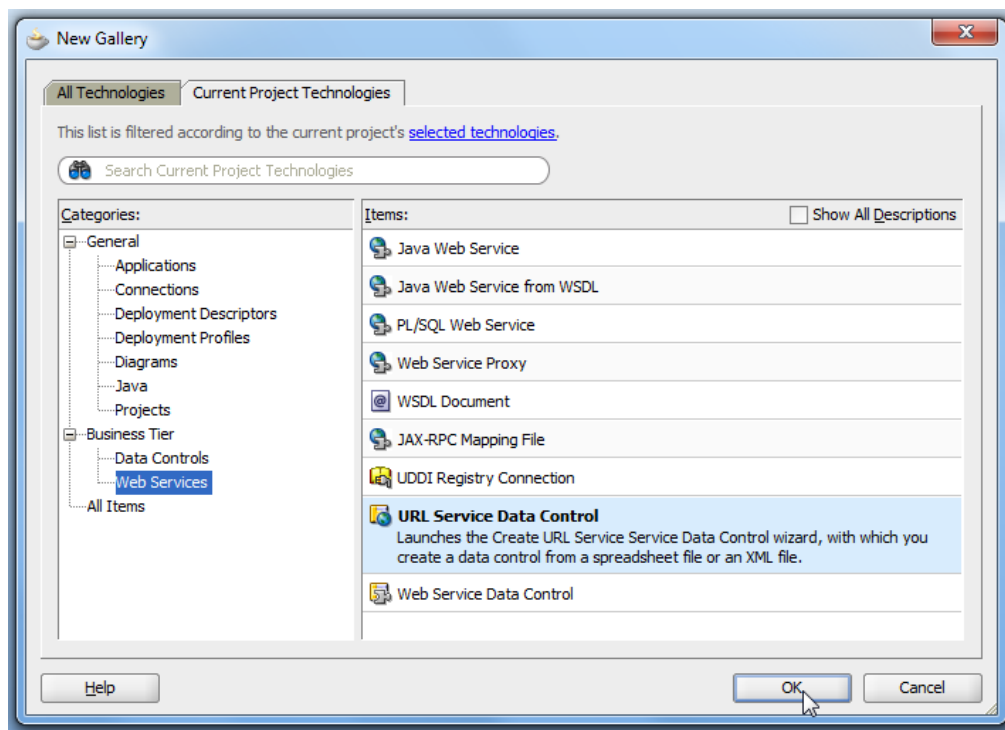 New Gallery
All Technologies
Current Project Technologies
This list is filtered according to the current project's selected technologies.
Search Current Project Technologies
Categories:
General
Applications
Connections
Deployment Descriptors
Deployment Profiles
Diagrams
Java
Projects
Business Tier
Data Controls
Web Services
All Items
Items:
Show All Descriptions
Java Web Service
Java Web Service from WSDL
PL/SQL Web Service
Web Service Proxy
WSDL Document
JAX-RPC Mapping File
UDDI Registry Connection
URL Service Data Control
Launches the Create URL Service Service Data Control wizard, with which you
create a data control from a spreadsheet file or an XML file.
Web Service Data Control
Help
OK
Cancel